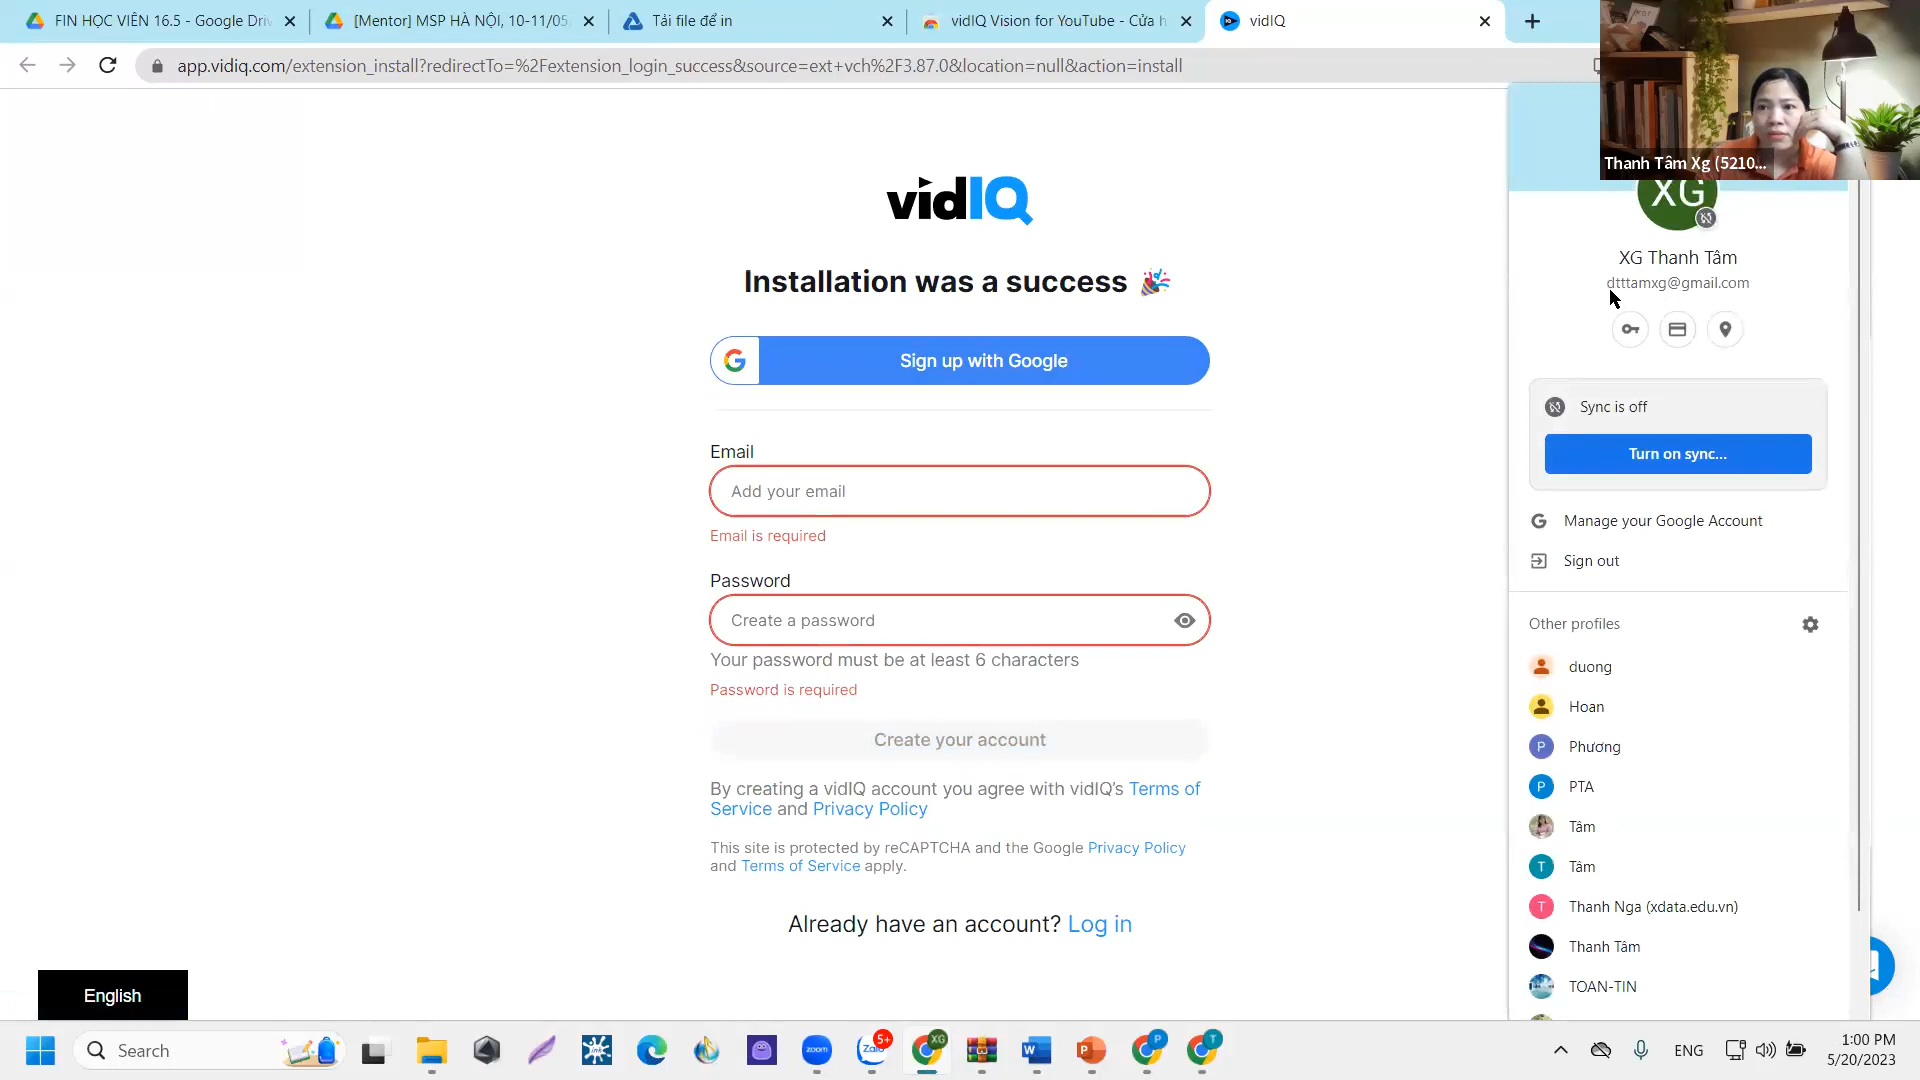 FIN HỌC VIÊN 16.5 - Google Driv
[Mentor] MSP HÀ NỘI, 10-11/05
Tải file để in
vidIQ Vision for YouTube - Cửa h
vidIQ
app.vidiq.com/extension_install?redirectTo=%2Fextension_login_success&source=ext+vch%2F3.87.0&location=null&action=install
Thanh Tâm Xg (5210...
vidIQ
XG
XG Thanh Tâm
dtttamxg@gmail.com
Installation was a success
Sign up with Google
Sync is off
Turn on sync...
Email
Add your email
Email is required
Manage your Google Account
Sign out
Password
Create a password
Your password must be at least 6 characters
Password is required
Other profiles
duong
Hoan
P Phương
P PTA
Tâm
T Tâm
T Thanh Nga (xdata.edu.vn)
Thanh Tâm
TOAN-TIN
Create your account
By creating a vidIQ account you agree with vidIQ's Terms of
Service and Privacy Policy
This site is protected by reCAPTCHA and the Google Privacy Policy
and Terms of Service apply.
Already have an account? Log in
English
Search
zoom
Zalo
5+
XG
W
P
P
T
ENG
1:00 PM
5/20/2023